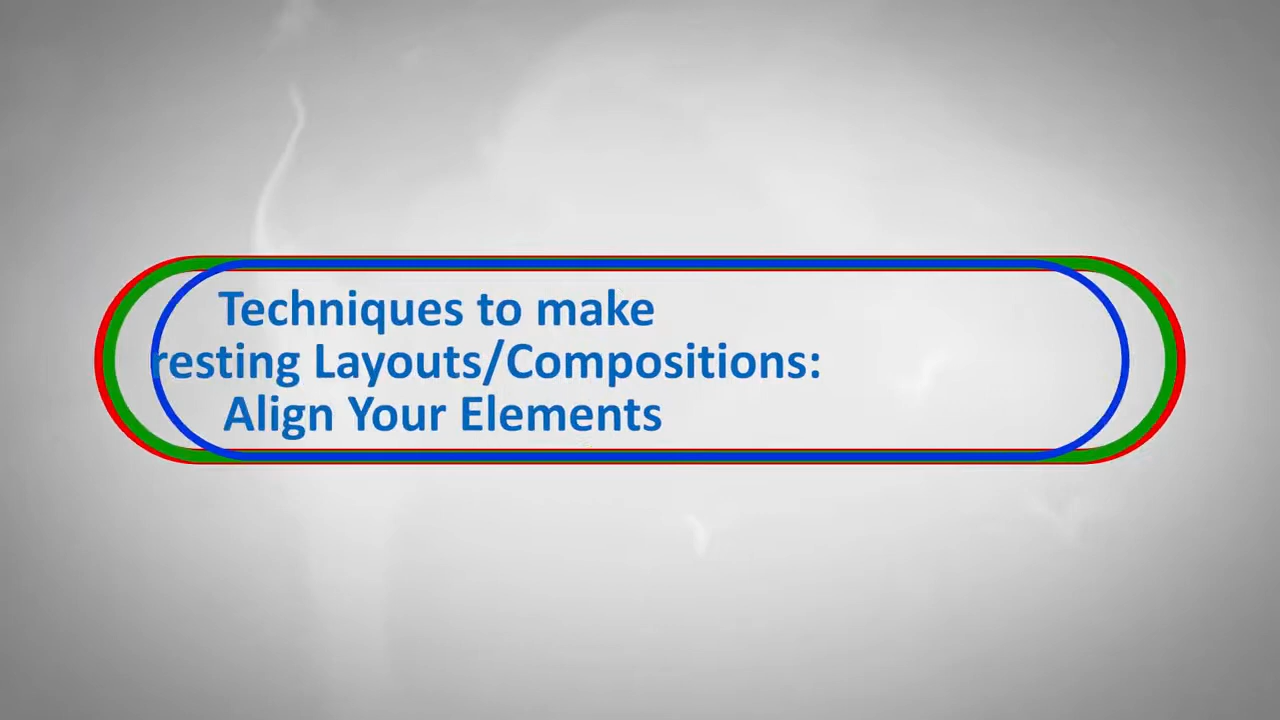 Techniques to make
resting Layouts/Compositions:
Align Your Elements